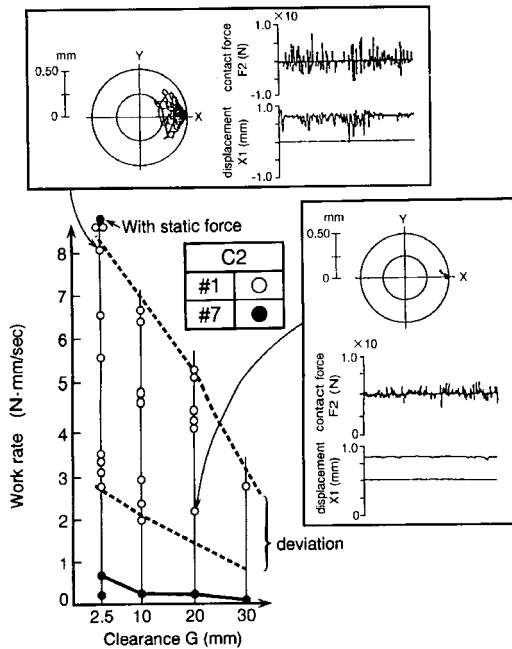 mm
0.50
0
Y
X
×10
1.0
0
-1.0
contact force
F2 (N)
1.0
0
-1.0
displacement
X1 (mm)
With static force
C2
#1
#7
mm
0.50
0
Y
X
×10
1.0
0
contact force
F2 (N)
1.0
0
displacement
X1 (mm)
deviation
Work rate (N·mm/sec)
8
7
6
5
4
3
2
1
0
2.5 10 20 30
Clearance G (mm)